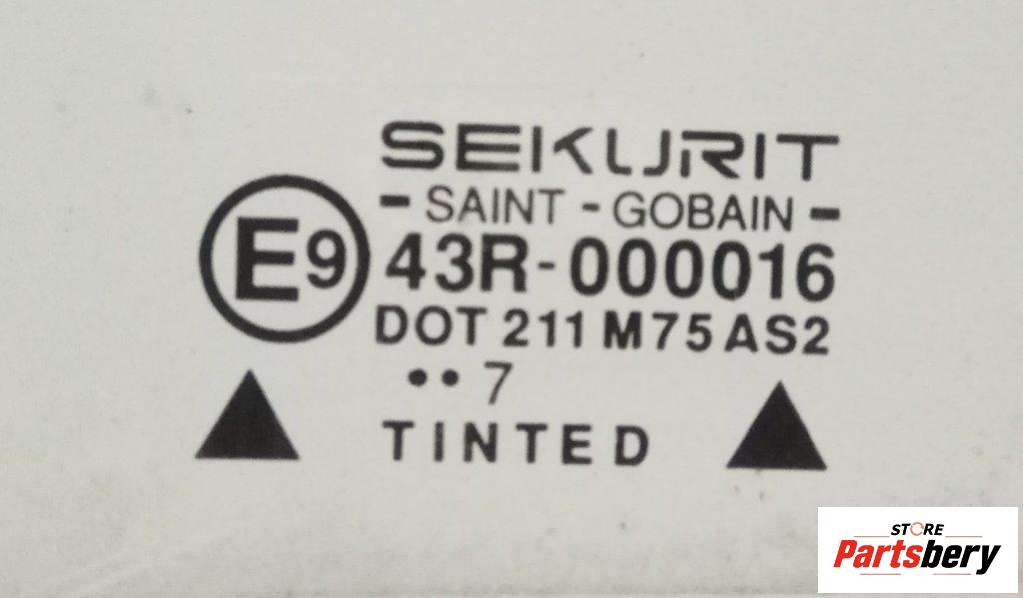 SEKURIT
- SAINT - GOBAIN -
E9 43R-000016
DOT 211 M75 AS2
•• 7
TINTED
STORE
Partsbery